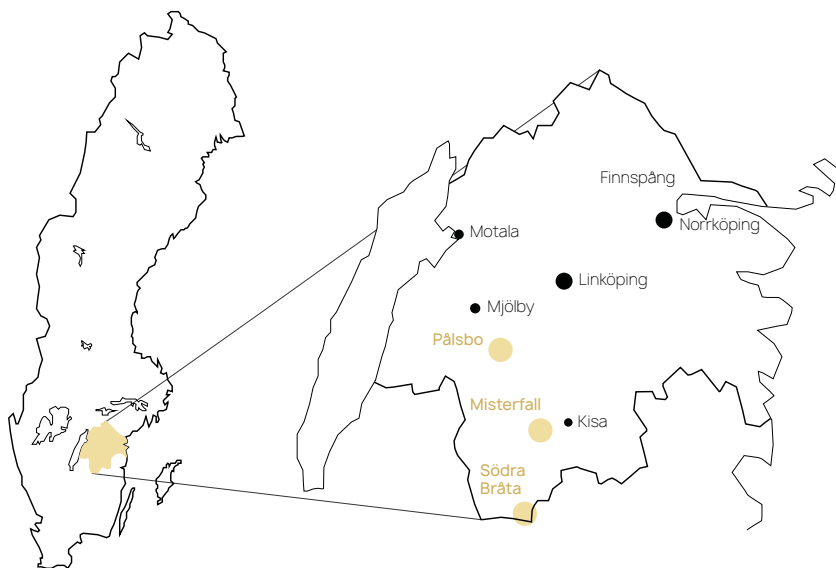 Finnspång
Norrköping
Motala
Linköping
Mjölby
Pålsbo
Misterfall
Kisa
Södra
Bråta